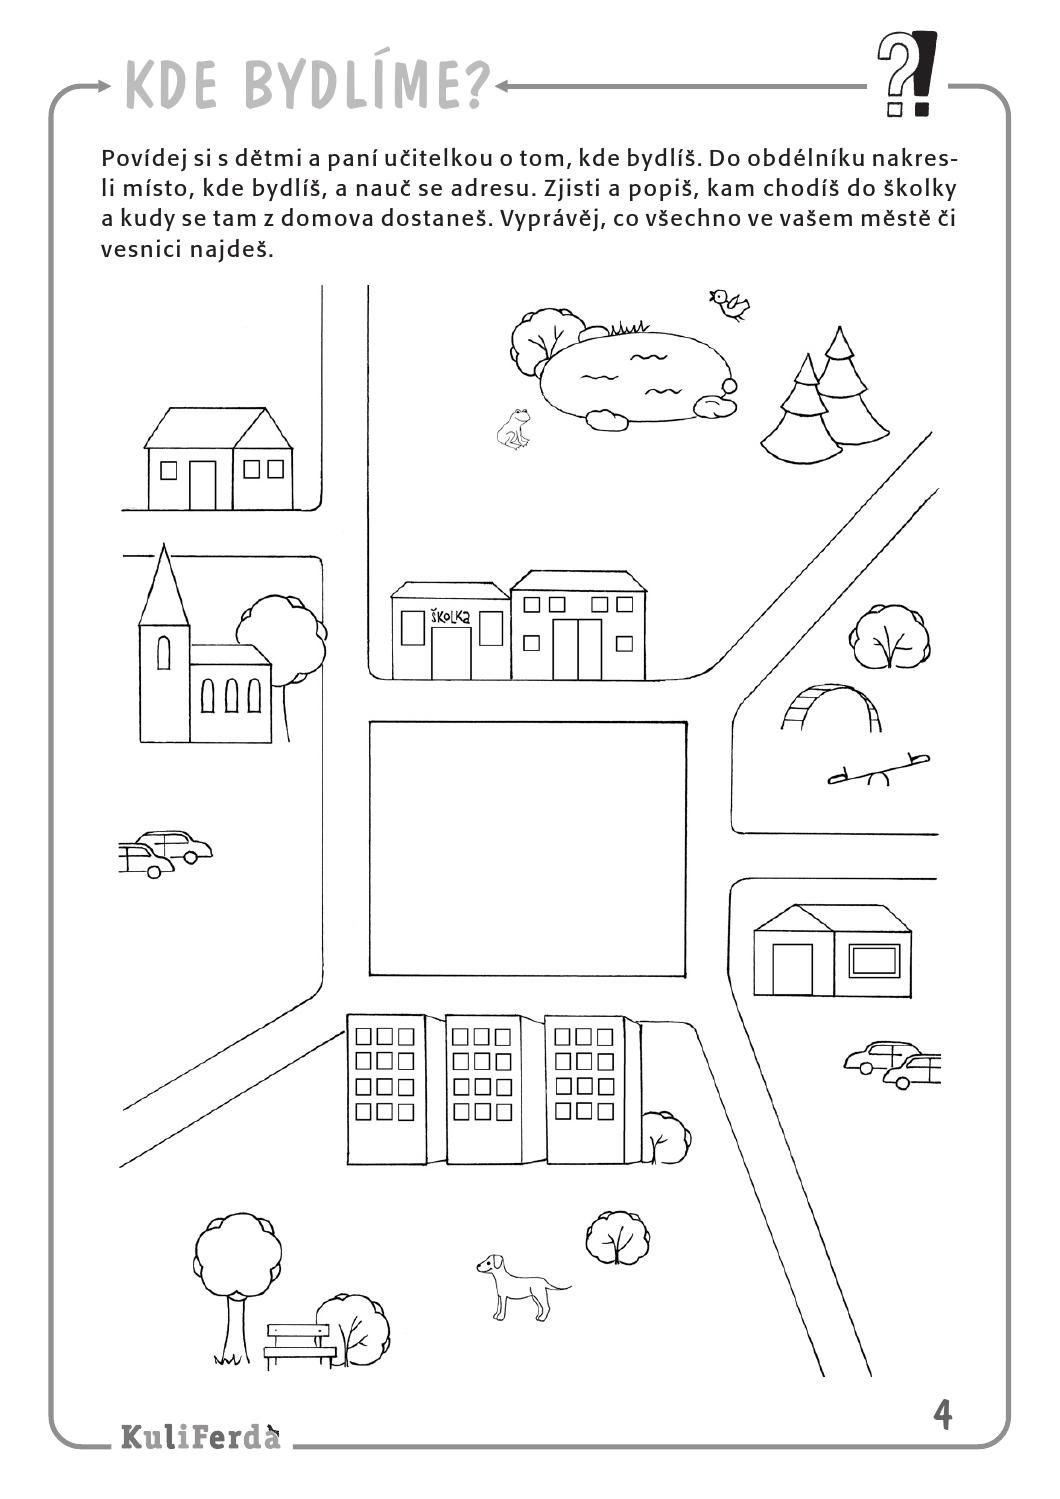 KDE BYDLÍME?
?!
Povídej si s dětmi a paní učitelkou o tom, kde bydlíš. Do obdélníku nakres-
li místo, kde bydlíš, a nauč se adresu. Zjisti a popiš, kam chodíš do školky
a kudy se tam z domova dostaneš. Vyprávěj, co všechno ve vašem městě či
vesnici najdeš.
ŠKOLKA
4
KuliFerda